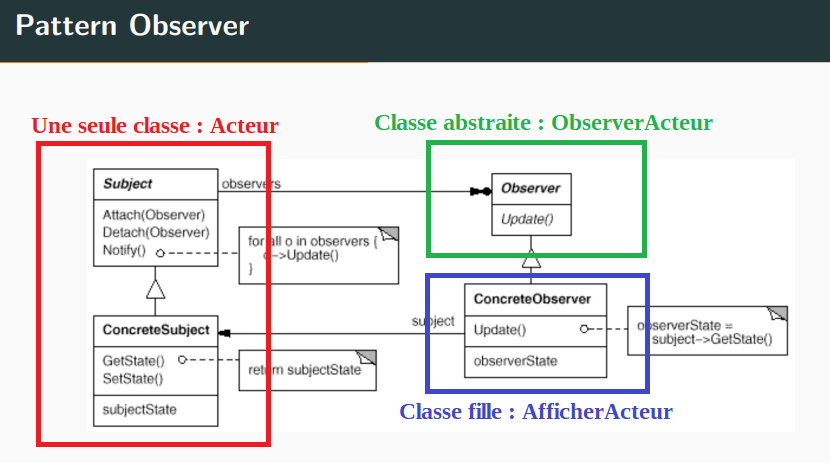 Pattern Observer
Une seule classe : Acteur
Classe abstraite : ObserverActeur
Subject
observers
Attach(Observer)
Detach(Observer)
Notify()
for all o in observers {
o->Update()
}
Observer
Update()
ConcreteSubject
GetState()
SetState()
subjectState
return subjectState
subject
ConcreteObserver
Update()
observerState
observerState =
subject->GetState()
Classe fille : AfficherActeur